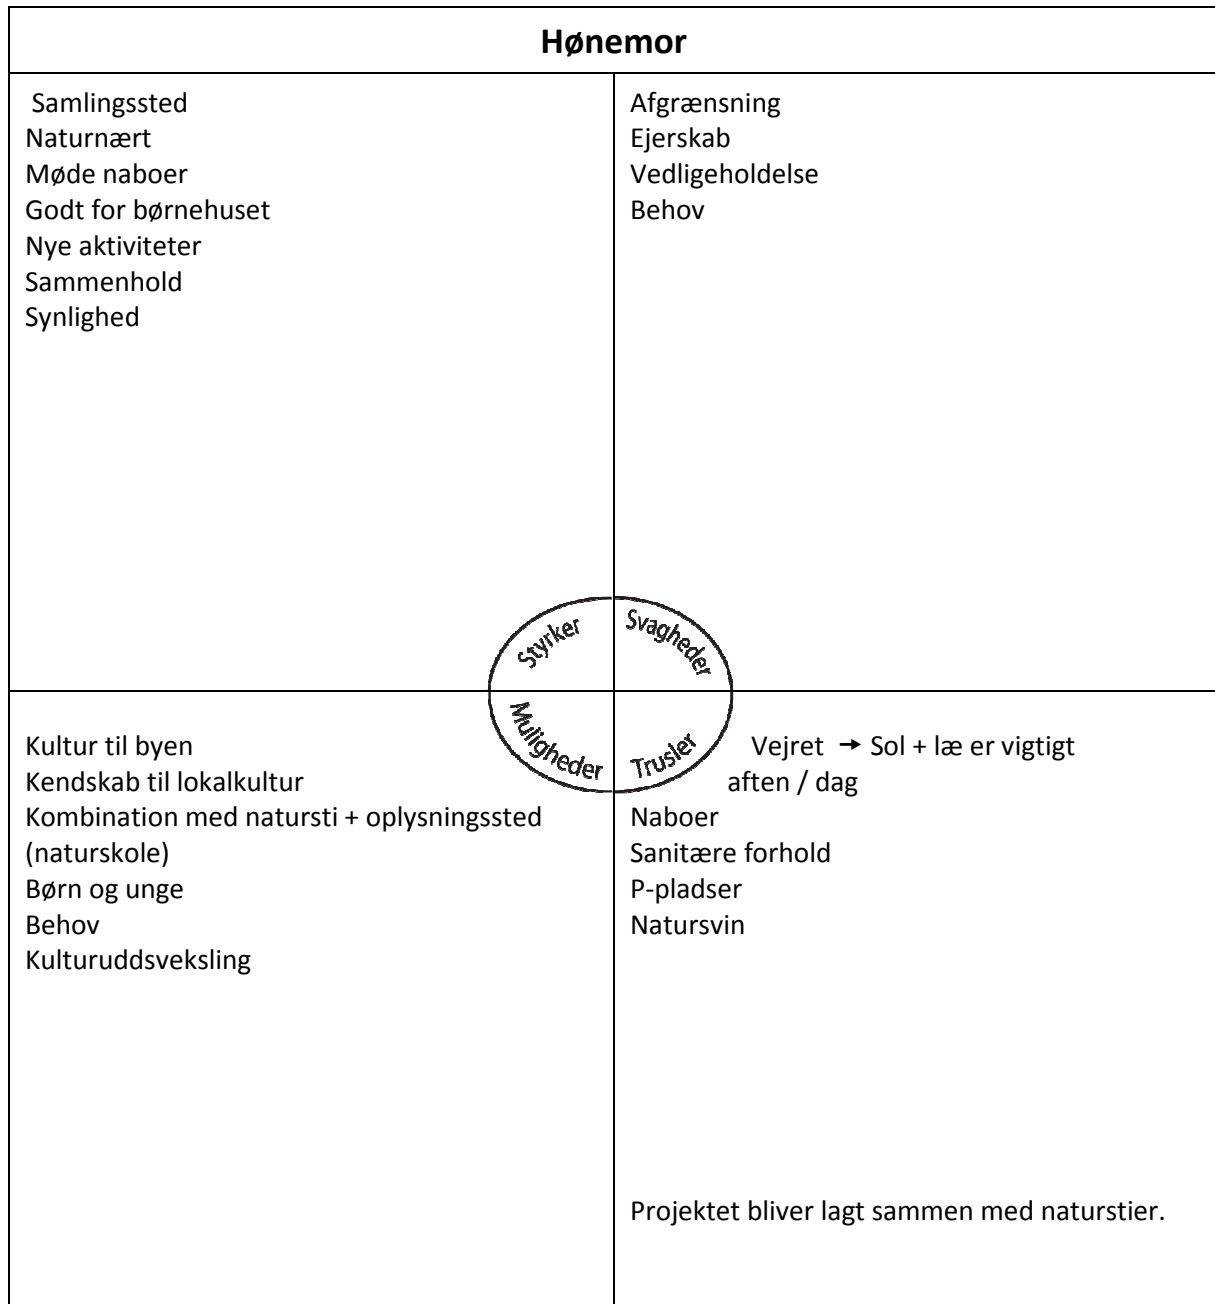 Hønemor
Samlingssted
Naturnært
Møde naboer
Godt for børnehuset
Nye aktiviteter
Sammenhold
Synlighed
Afgrænsning
Ejerskab
Vedligeholdelse
Behov
Styrker
Svagheder
Muligheder
Trusler
Kultur til byen
Kendskab til lokalkultur
Kombination med natursti + oplysningssted
(naturskole)
Børn og unge
Behov
Kulturuddsveksling
Vejret → Sol + læ er vigtigt
aften / dag
Naboer
Sanitære forhold
P-pladser
Natursvin
Projektet bliver lagt sammen med naturstier.